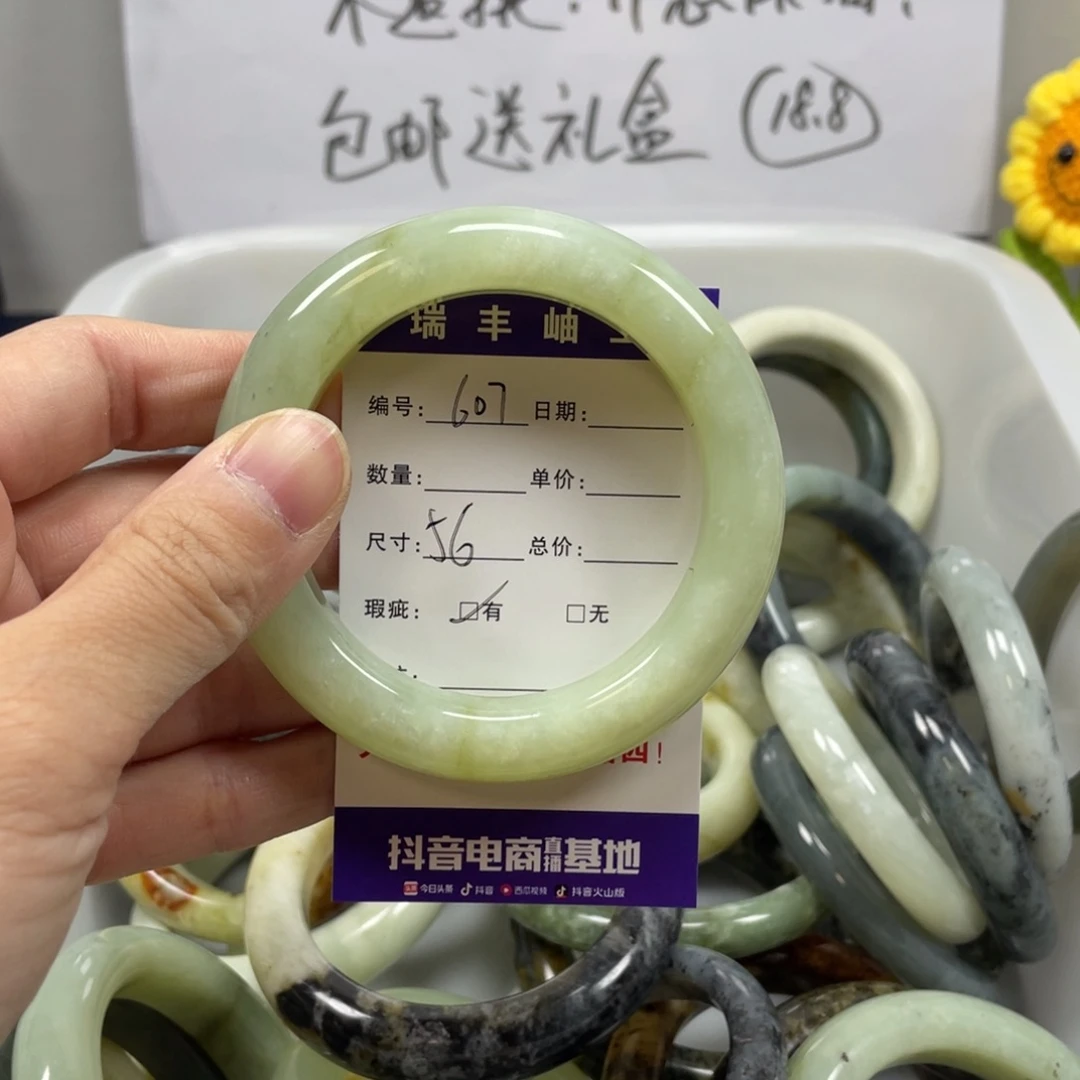 包邮送礼盒 18.8
瑞丰岫
编号: 607 日期:
数量: 单价:
尺寸: 56 总价:
瑕疵: ☑有 □无
四!
抖音电商直播基地
今日头条 抖音 西瓜视频 抖音火山版